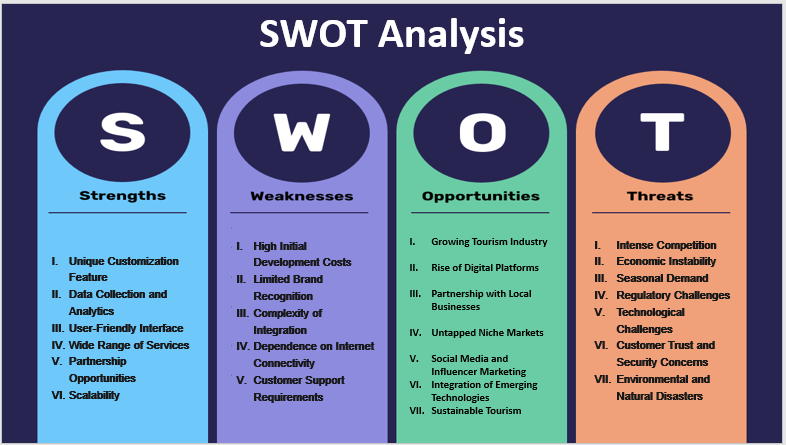 SWOT Analysis
S
Strengths
I. Unique Customization
Feature
II. Data Collection and
Analytics
III. User-Friendly Interface
IV. Wide Range of Services
V. Partnership
Opportunities
VI. Scalability
W
Weaknesses
I. High Initial
Development Costs
II. Limited Brand
Recognition
III. Complexity of
Integration
IV. Dependence on Internet
Connectivity
V. Customer Support
Requirements
O
Opportunities
I. Growing Tourism Industry
II. Rise of Digital Platforms
III. Partnership with Local
Businesses
IV. Untapped Niche Markets
V. Social Media and
Influencer Marketing
VI. Integration of Emerging
Technologies
VII. Sustainable Tourism
T
Threats
I. Intense Competition
II. Economic Instability
III. Seasonal Demand
IV. Regulatory Challenges
V. Technological
Challenges
VI. Customer Trust and
Security Concerns
VII. Environmental and
Natural Disasters